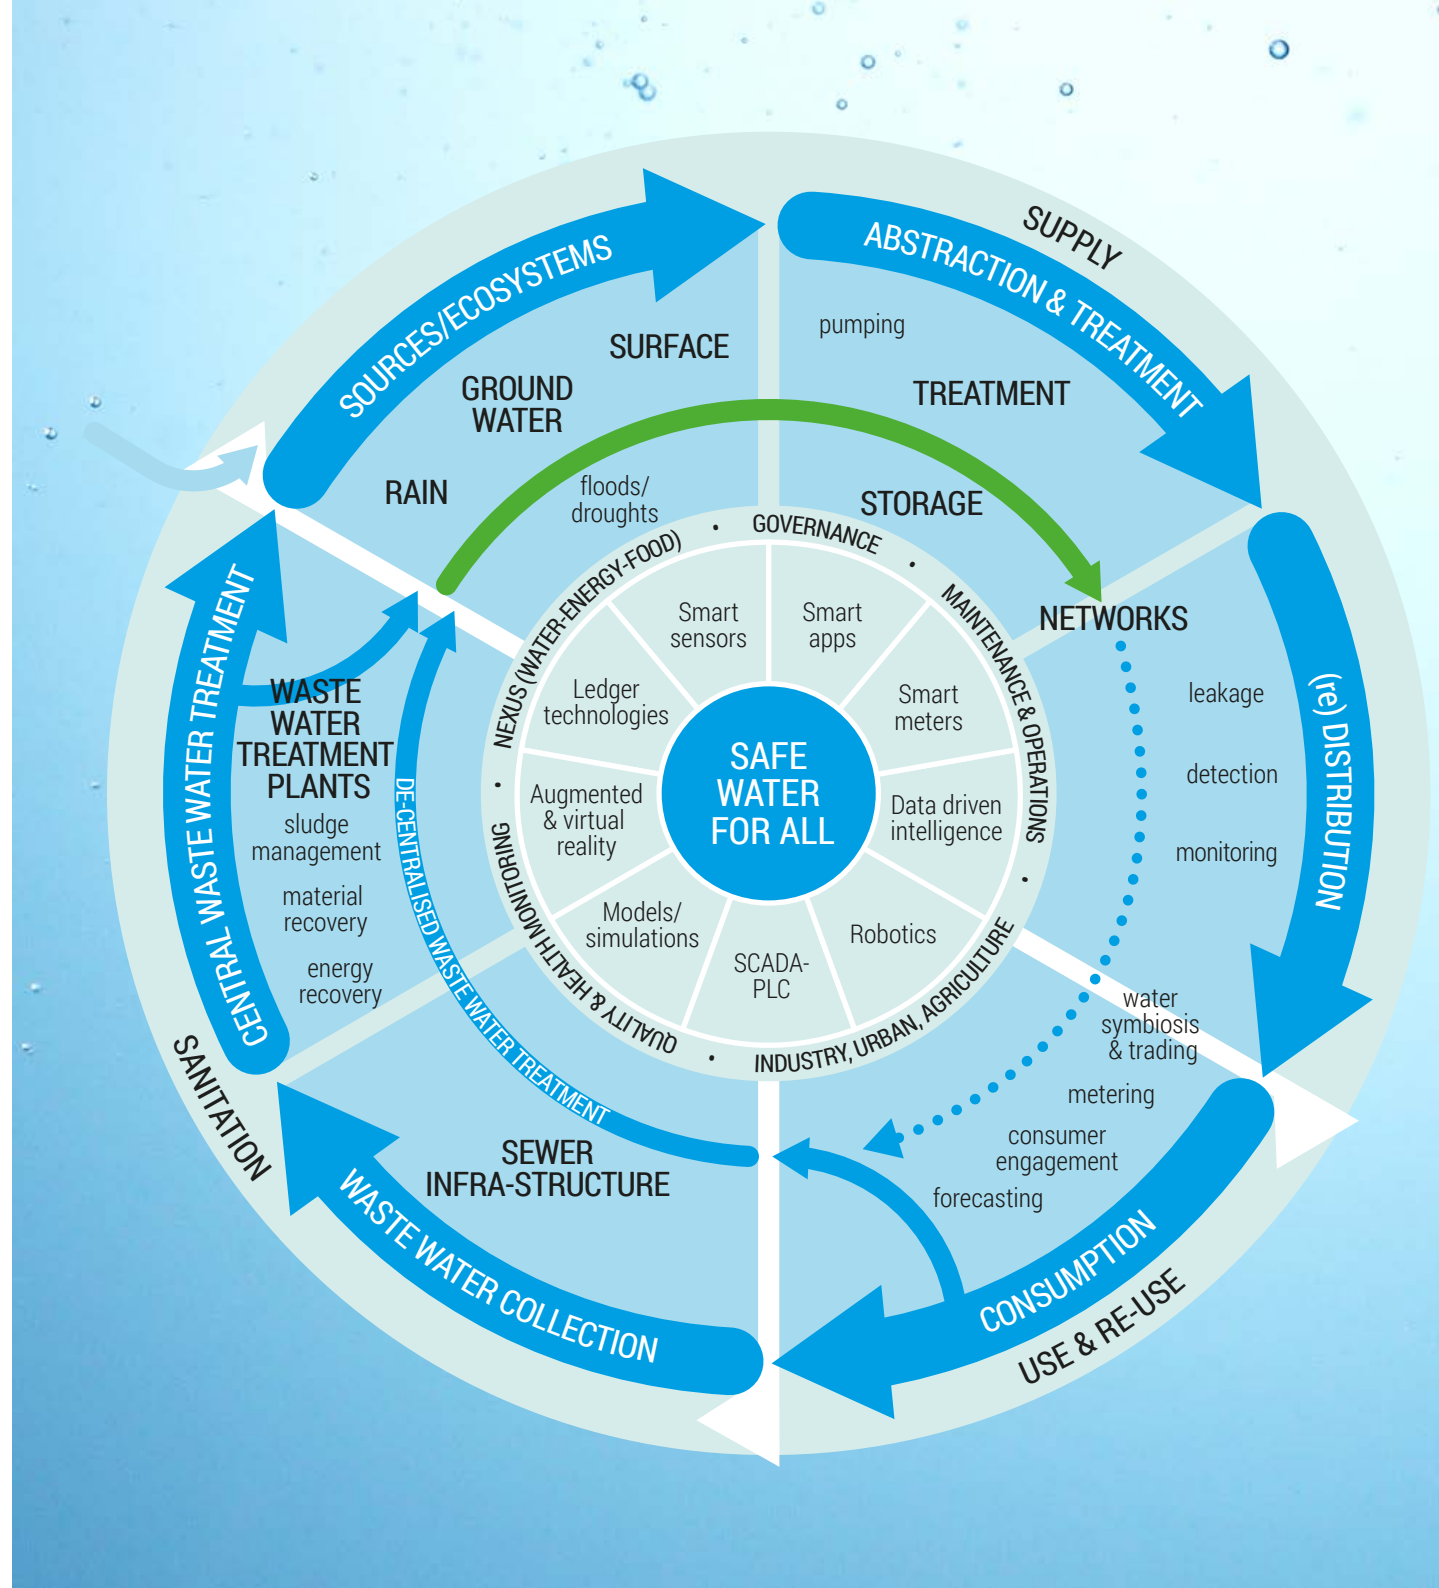 SUPPLY
ABSTRACTION & TREATMENT
SOURCES/ECOSYSTEMS
pumping
SURFACE
TREATMENT
GROUND
WATER
RAIN
floods/
droughts
STORAGE
NETWORKS
(re) DISTRIBUTION
leakage
detection
monitoring
water
symbiosis
& trading
metering
consumer
engagement
forecasting
CONSUMPTION
USE & RE-USE
WASTE WATER COLLECTION
SEWER
INFRA-STRUCTURE
DE-CENTRALISED WASTE WATER TREATMENT
SANITATION
CENTRAL WASTE WATER TREATMENT
WASTE
WATER
TREATMENT
PLANTS
sludge
management
material
recovery
energy
recovery
NEXUS (WATER-ENERGY-FOOD) •
GOVERNANCE •
MAINTENANCE & OPERATIONS •
INDUSTRY, URBAN, AGRICULTURE •
QUALITY & HEALTH MONITORING •
Smart
sensors
Smart
apps
Smart
meters
Data driven
intelligence
Robotics
SCADA-
PLC
Models/
simulations
Augmented
& virtual
reality
Ledger
technologies
SAFE
WATER
FOR ALL